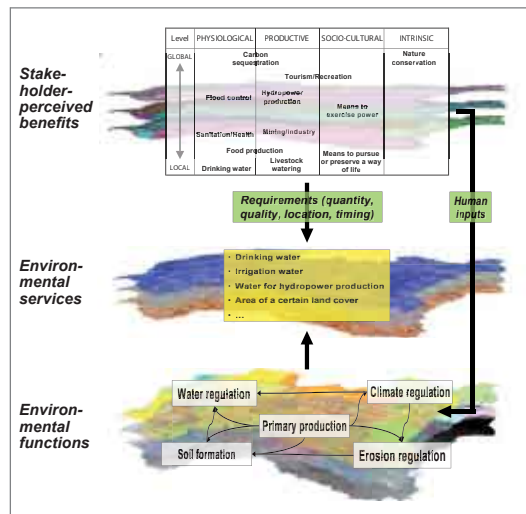 Stake-
holder-
perceived
benefits
Level PHYSIOLOGICAL PRODUCTIVE SOCIO-CULTURAL INTRINSIC
GLOBAL
Carbon
sequestration
Nature
conservation
Tourism/Recreation
Flood control
Hydropower
production
Means to
exercise power
Sanitation/Health
Mining/industry
Food production
LOCAL
Drinking water
Livestock
watering
Means to pursue
or preserve a way
of life
Requirements (quantity,
quality, location, timing)
Human
inputs
Environ-
mental
services
· Drinking water
· Irrigation water
· Water for hydropower production
· Area of a certain land cover
· ...
Environ-
mental
functions
Water regulation
Climate regulation
Primary production
Soil formation
Erosion regulation